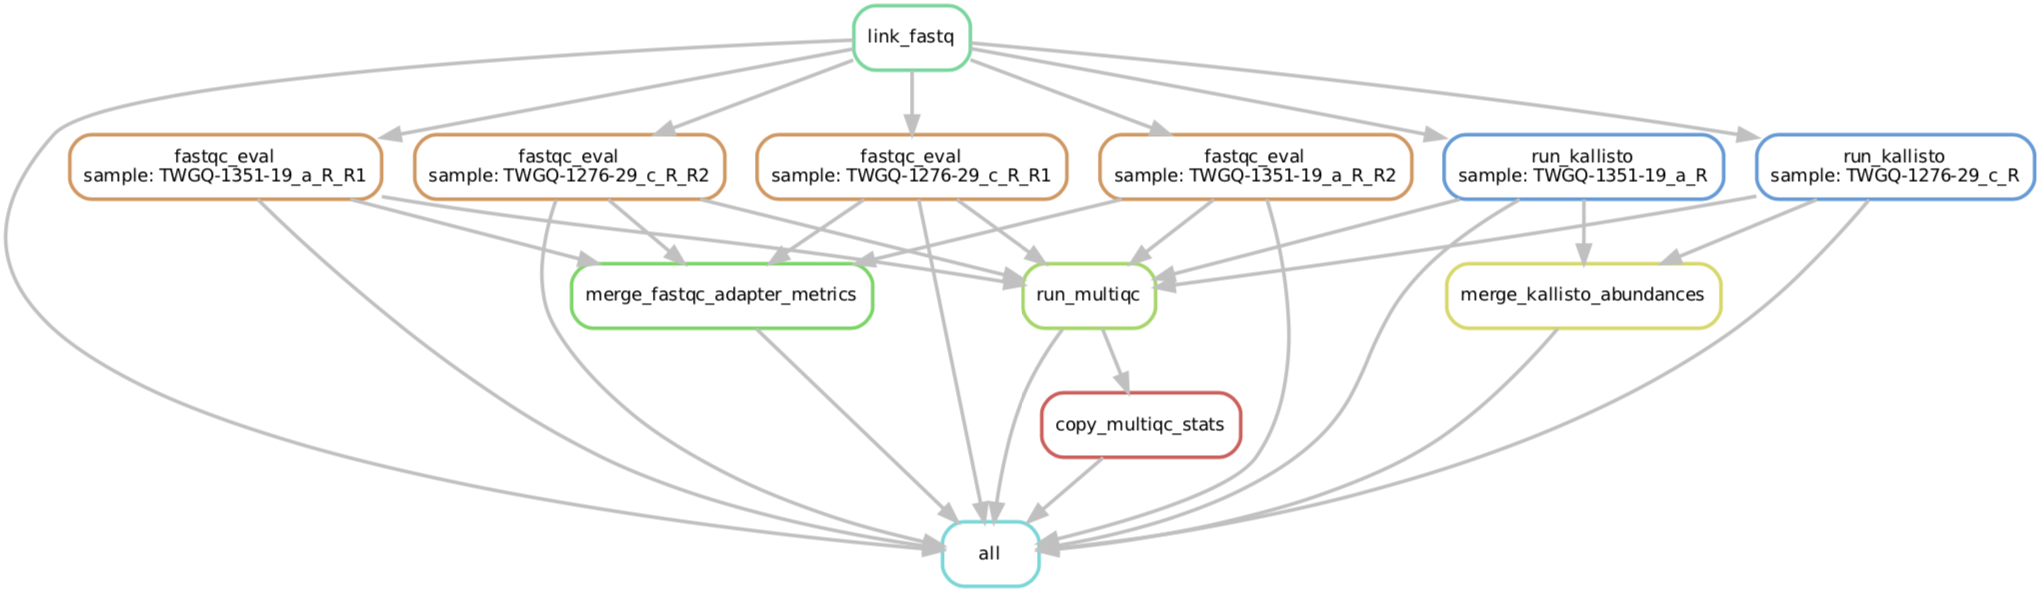 link_fastq
fastqc_eval
sample: TWGQ-1351-19_a_R_R1
fastqc_eval
sample: TWGQ-1276-29_c_R_R2
fastqc_eval
sample: TWGQ-1276-29_c_R_R1
fastqc_eval
sample: TWGQ-1351-19_a_R_R2
run_kallisto
sample: TWGQ-1351-19_a_R
run_kallisto
sample: TWGQ-1276-29_c_R
merge_fastqc_adapter_metrics
run_multiqc
merge_kallisto_abundances
copy_multiqc_stats
all